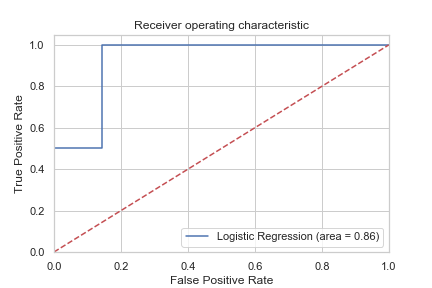 Receiver operating characteristic
1.0
0.8
0.6
0.4
0.2
0.0
True Positive Rate
Logistic Regression (area = 0.86)
0.0 0.2 0.4 0.6 0.8 1.0
False Positive Rate